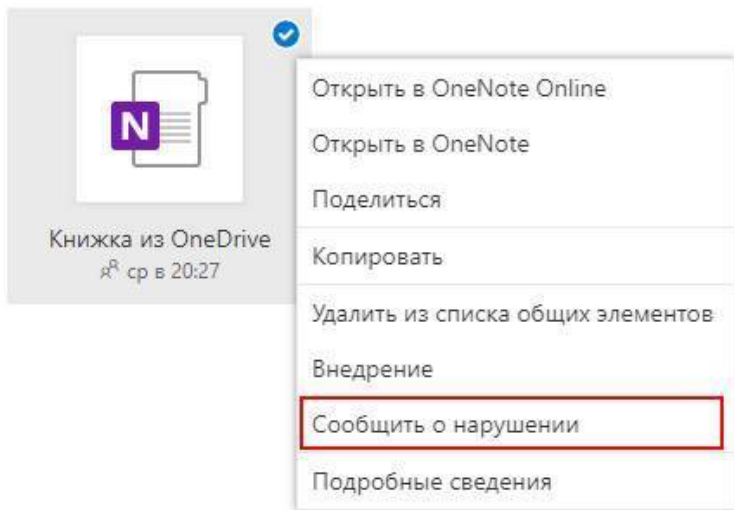 N
Книжка из OneDrive
ср в 20:27
Открыть в OneNote Online
Открыть в OneNote
Поделиться
Копировать
Удалить из списка общих элементов
Внедрение
Сообщить о нарушении
Подробные сведения